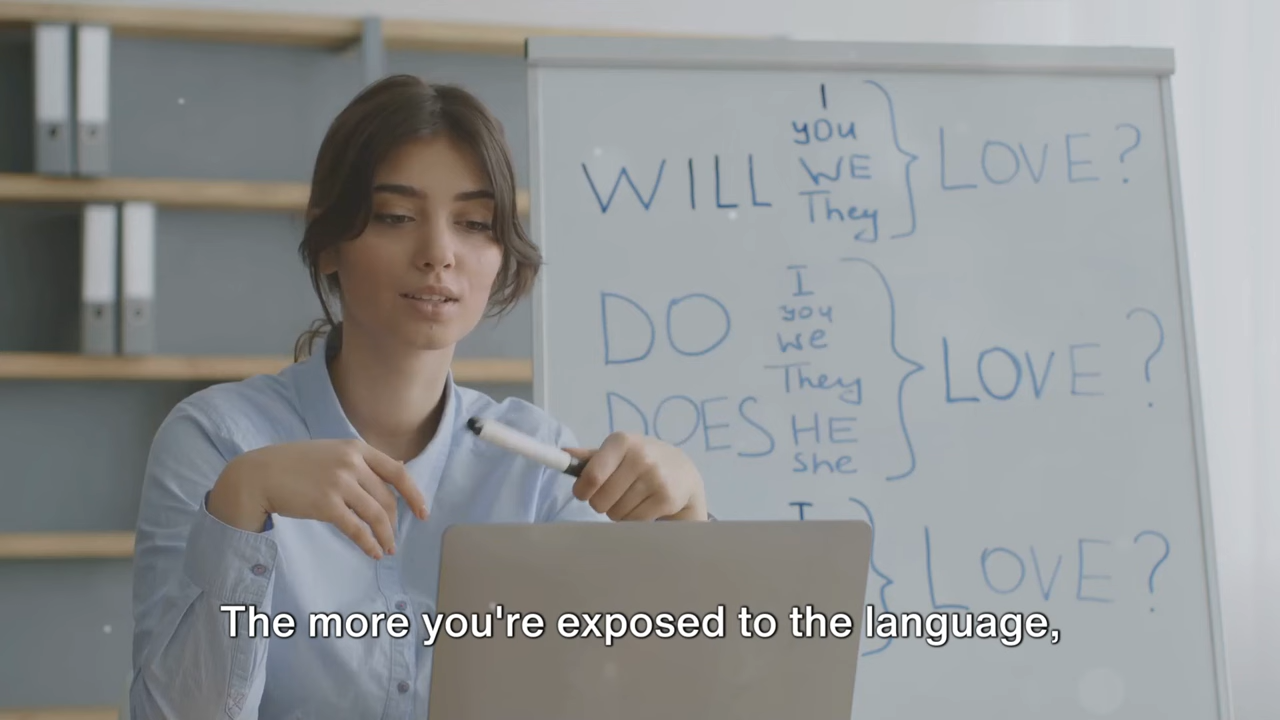 I
you
WILL WE LOVE?
They
I
you
DO we LOVE ?
They
DOES HE
she
I
LOVE?
The more you're exposed to the language,